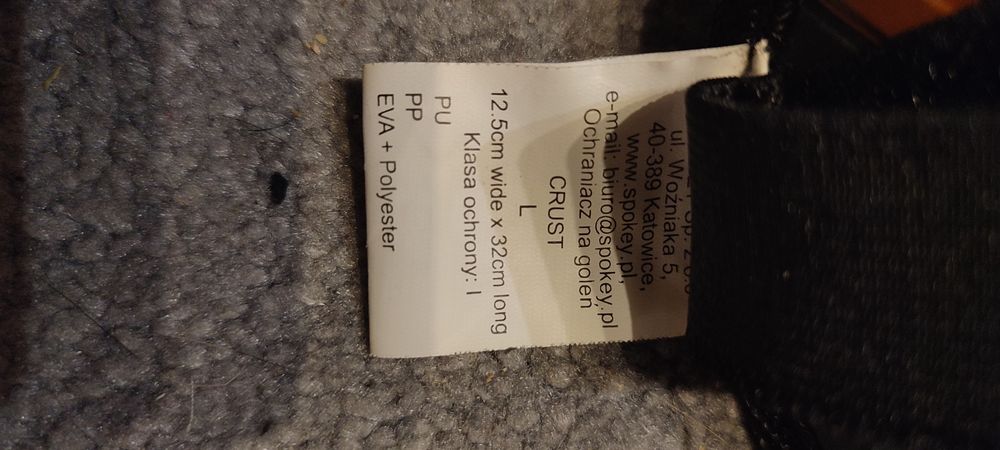 Sp. z o.o
ul. Woźniaka 5,
40-389 Katowice,
www.spokey.pl,
e-mail: biuro@spokey.pl
Ochraniacz na goleń
CRUST
L
12.5cm wide x 32cm long
Klasa ochrony: I
PU
PP
EVA + Polyester